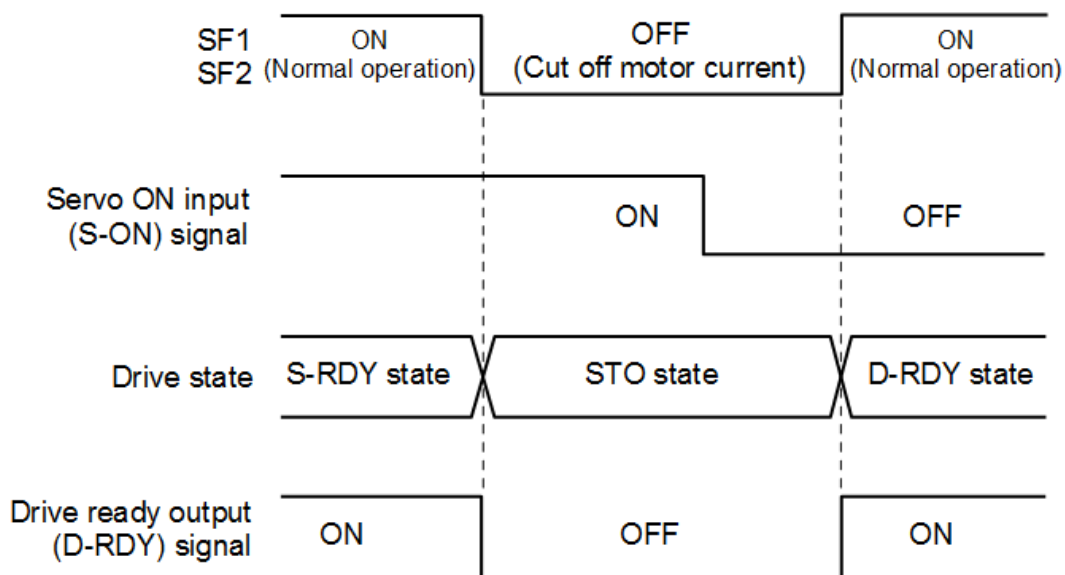 SF1
SF2
ON
(Normal operation)
OFF
(Cut off motor current)
ON
(Normal operation)
Servo ON input
(S-ON) signal
ON
OFF
Drive state
S-RDY state
STO state
D-RDY state
Drive ready output
(D-RDY) signal
ON
OFF
ON